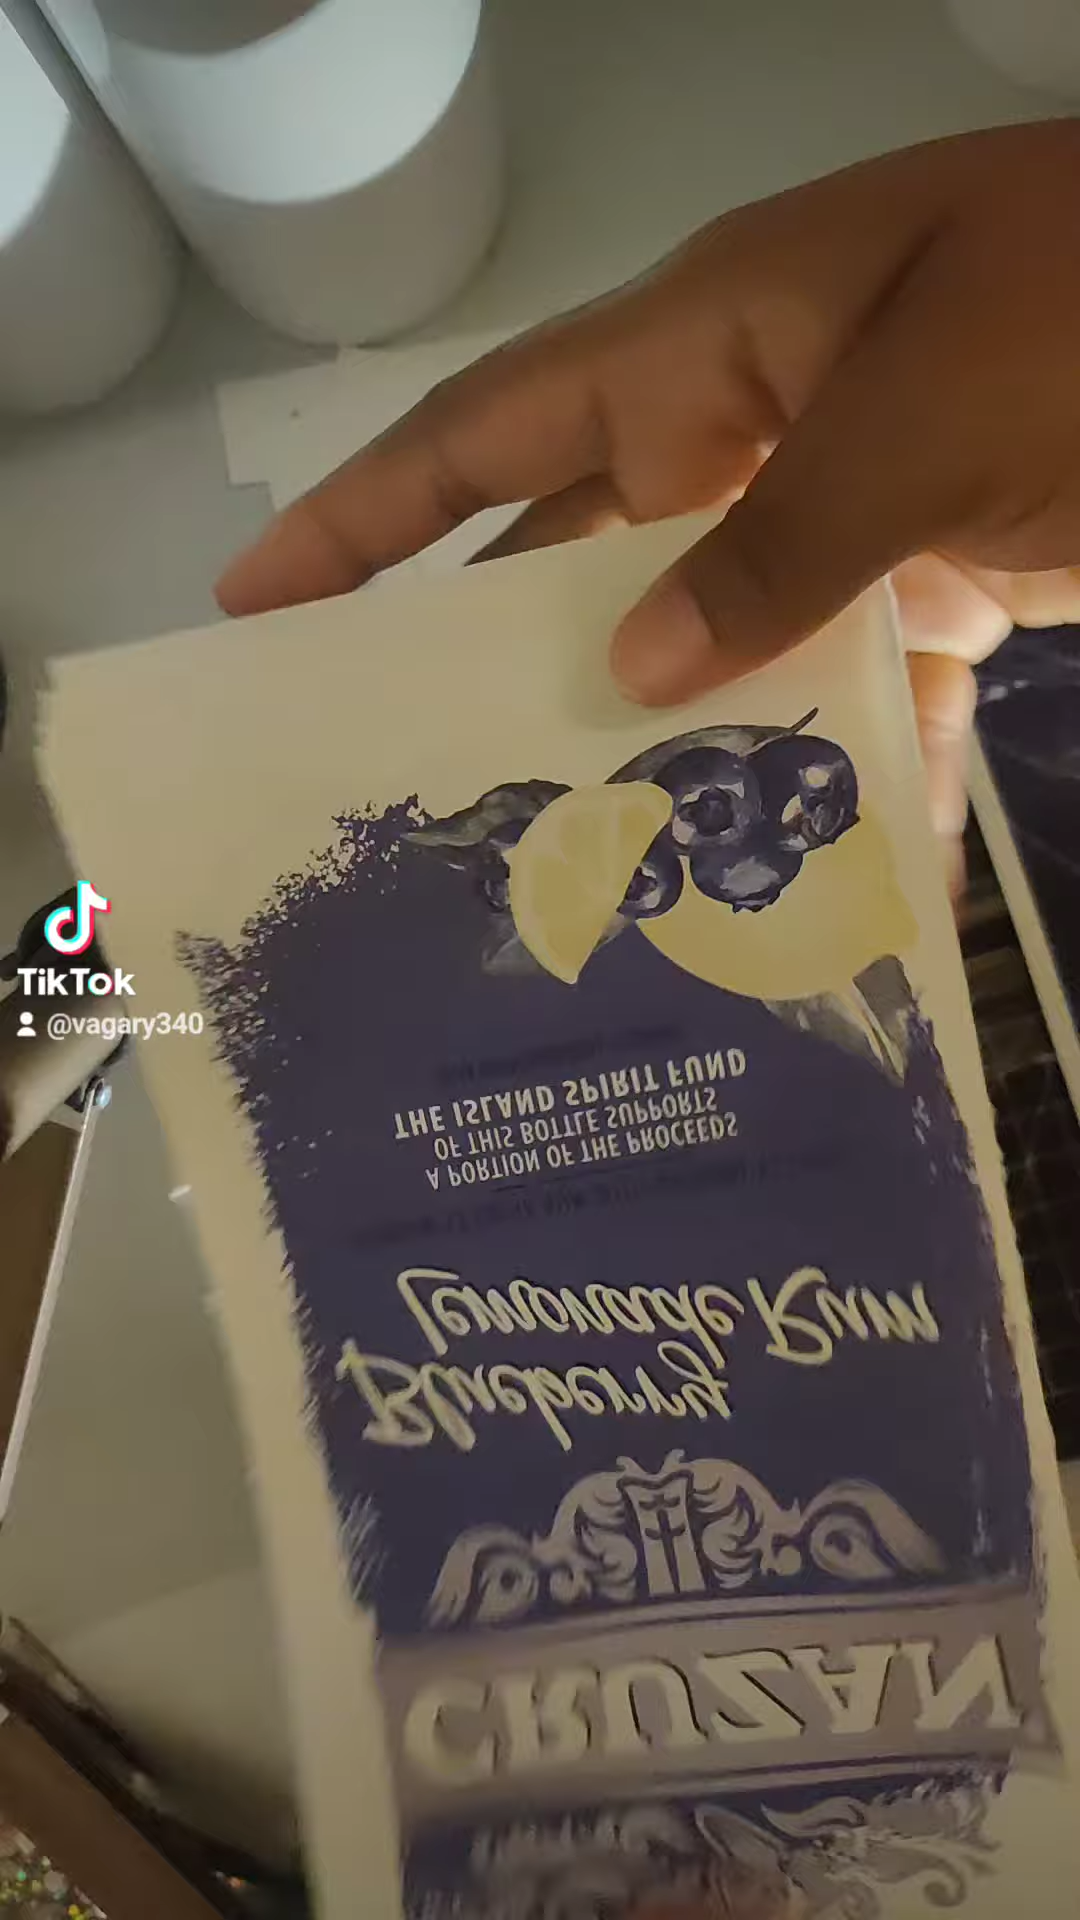 CRUZAN
Blueberry
Lemonade Rum
A PORTION OF THE PROCEEDS
OF THIS BOTTLE SUPPORTS
THE ISLAND SPIRIT FUND
TikTok
@vagary340